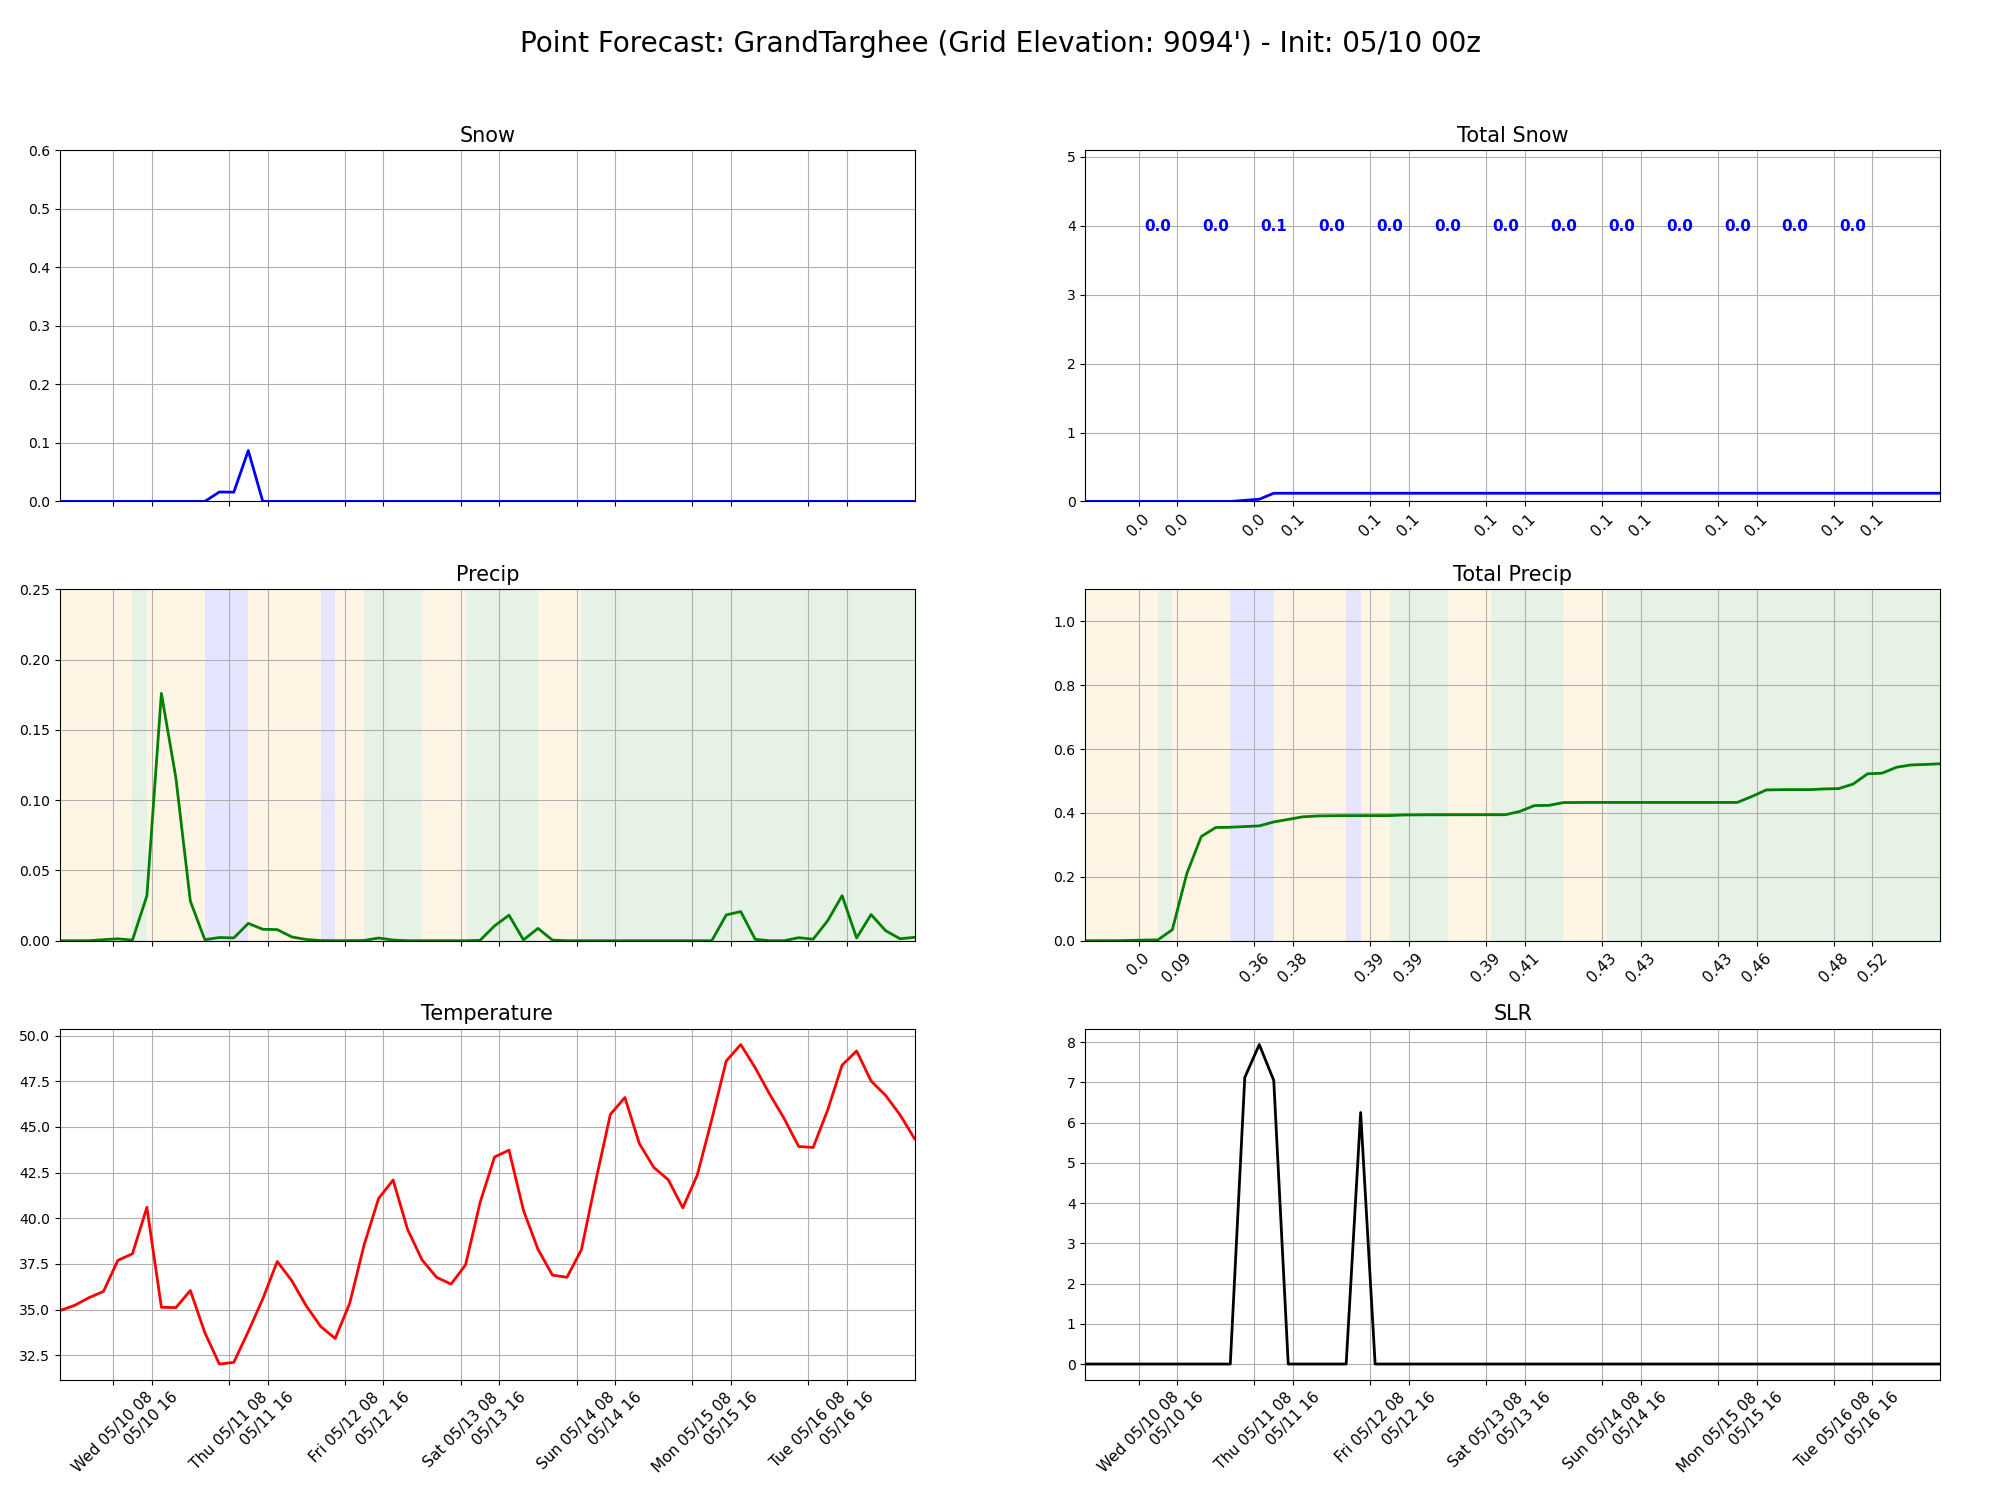 Point Forecast: GrandTarghee (Grid Elevation: 9094') - Init: 05/10 00z
Snow
0.6
0.5
0.4
0.3
0.2
0.1
0.0
Total Snow
5
4
3
2
1
0
0.0 0.0 0.1 0.0 0.0 0.0 0.0 0.0 0.0 0.0 0.0 0.0 0.0
0.0 0.0 0.0 0.1 0.1 0.1 0.1 0.1 0.1 0.1 0.1 0.1 0.1 0.1
Precip
0.25
0.20
0.15
0.10
0.05
0.00
Total Precip
1.0
0.8
0.6
0.4
0.2
0.0
0.0 0.09 0.36 0.38 0.39 0.39 0.39 0.41 0.43 0.43 0.43 0.46 0.48 0.52
Temperature
50.0
47.5
45.0
42.5
40.0
37.5
35.0
32.5
Wed 05/10 08
05/10 16
Thu 05/11 08
05/11 16
Fri 05/12 08
05/12 16
Sat 05/13 08
05/13 16
Sun 05/14 08
05/14 16
Mon 05/15 08
05/15 16
Tue 05/16 08
05/16 16
SLR
8
7
6
5
4
3
2
1
0
Wed 05/10 08
05/10 16
Thu 05/11 08
05/11 16
Fri 05/12 08
05/12 16
Sat 05/13 08
05/13 16
Sun 05/14 08
05/14 16
Mon 05/15 08
05/15 16
Tue 05/16 08
05/16 16